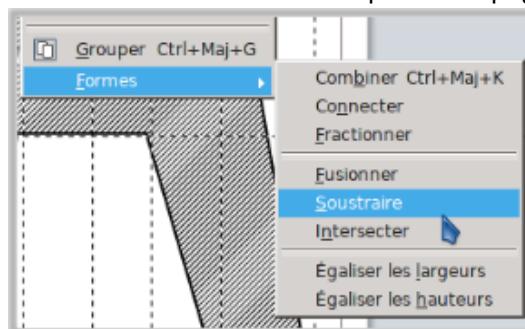 Grouper Ctrl+Maj+G
Formes
Combiner Ctrl+Maj+K
Connecter
Fractionner
Fusionner
Soustraire
Intersecter
Égaliser les largeurs
Égaliser les hauteurs